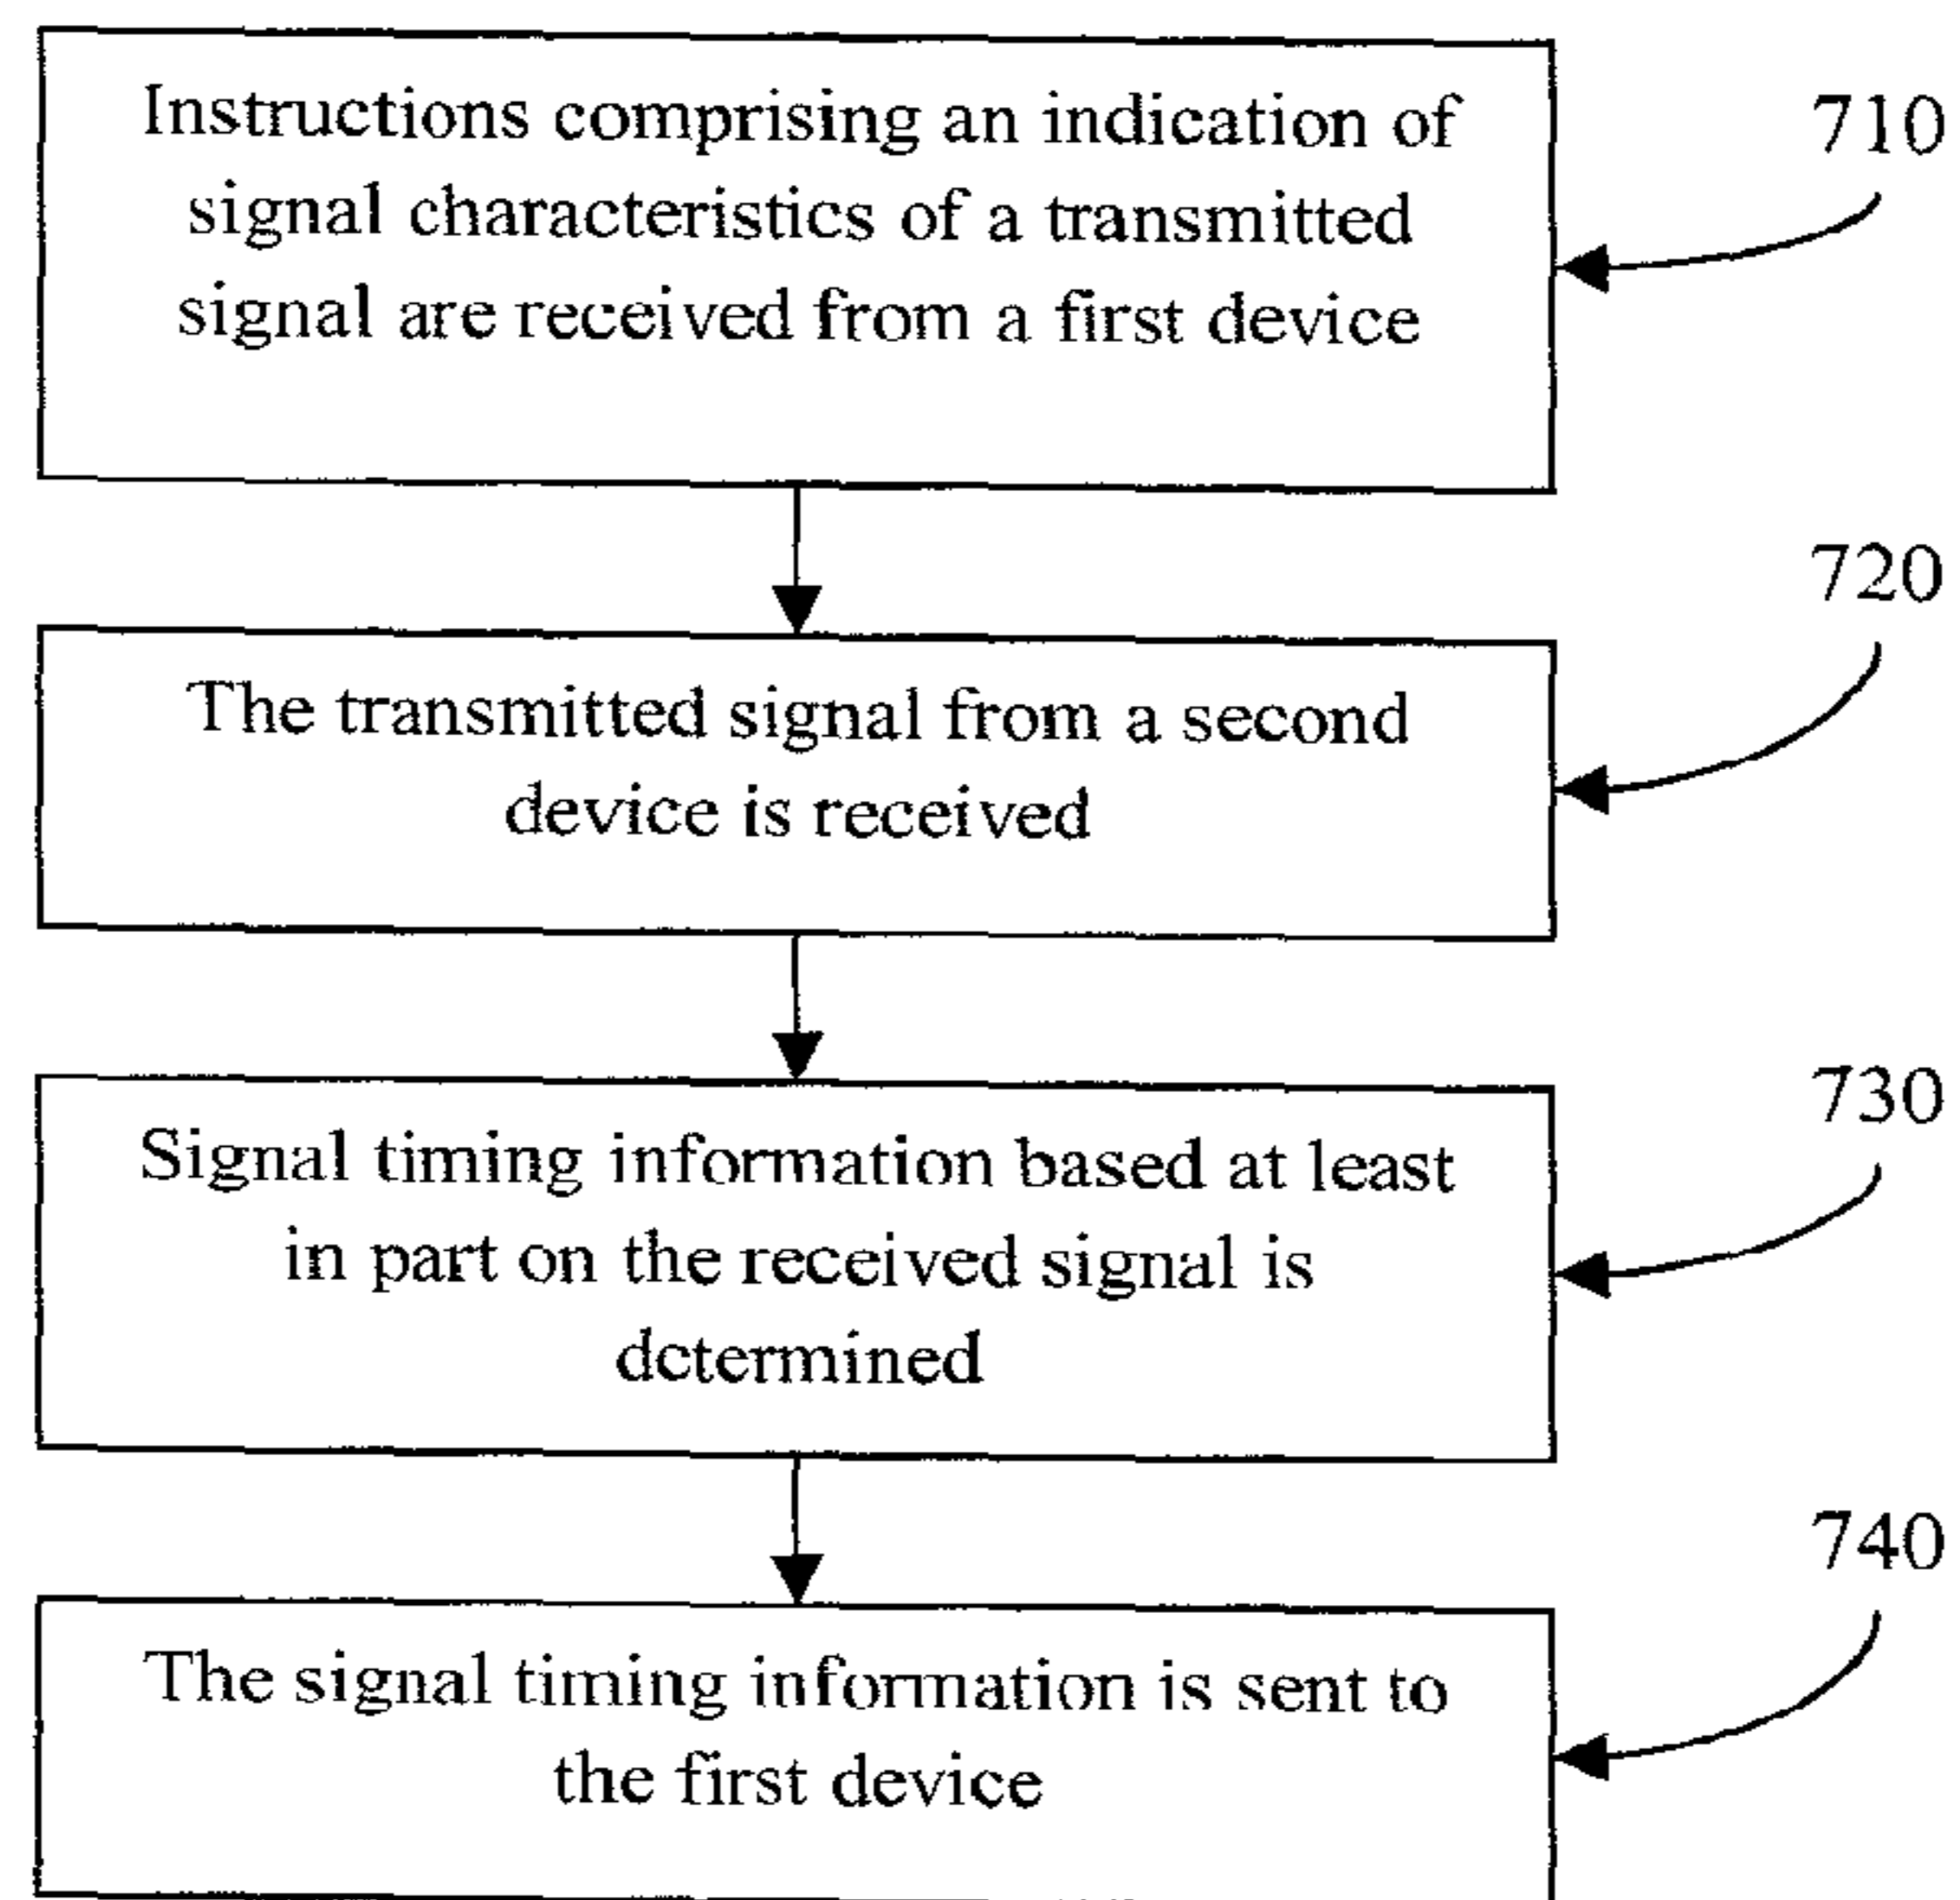 Instructions comprising an indication of
signal characteristics of a transmitted
signal are received from a first device
710
The transmitted signal from a second
device is received
720
Signal timing information based at least
in part on the received signal is
determined
730
The signal timing information is sent to
the first device
740